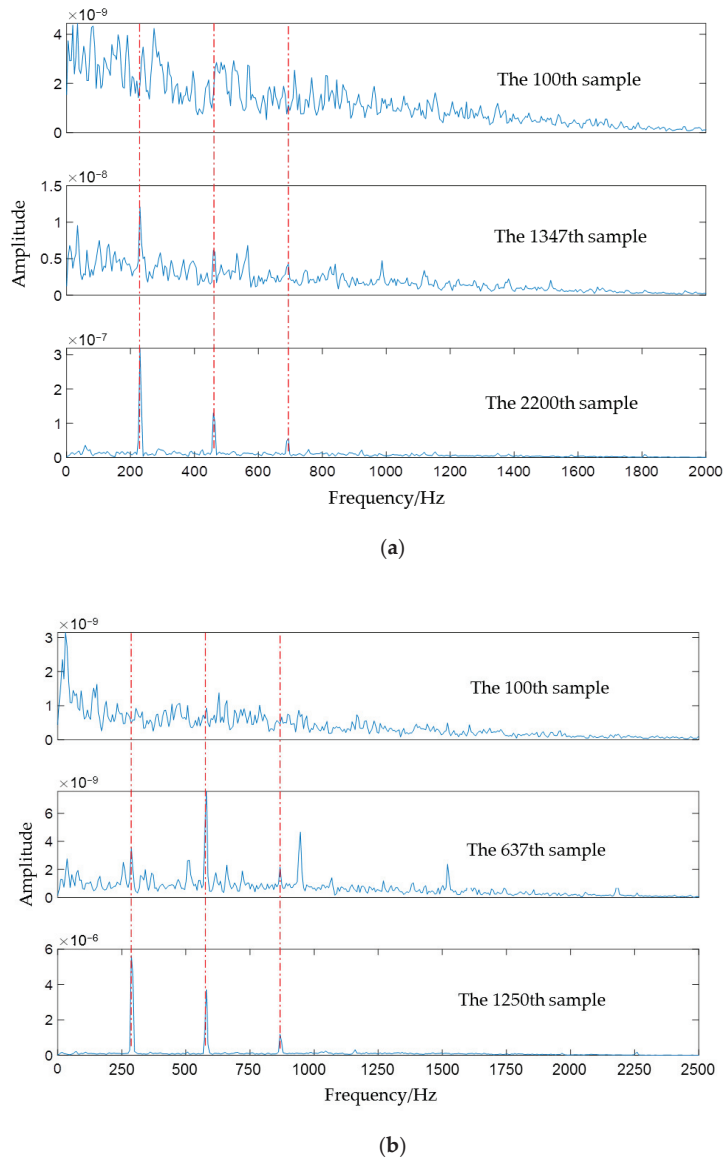 ×10⁻⁹
4
2
0
The 100th sample
×10⁻⁸
1.5
1
0.5
0
The 1347th sample
Amplitude
×10⁻⁷
3
2
1
0
The 2200th sample
0 200 400 600 800 1000 1200 1400 1600 1800 2000
Frequency/Hz
(a)
×10⁻⁹
3
2
1
0
The 100th sample
×10⁻⁹
6
4
2
0
The 637th sample
Amplitude
×10⁻⁶
6
4
2
0
The 1250th sample
0 250 500 750 1000 1250 1500 1750 2000 2250 2500
Frequency/Hz
(b)